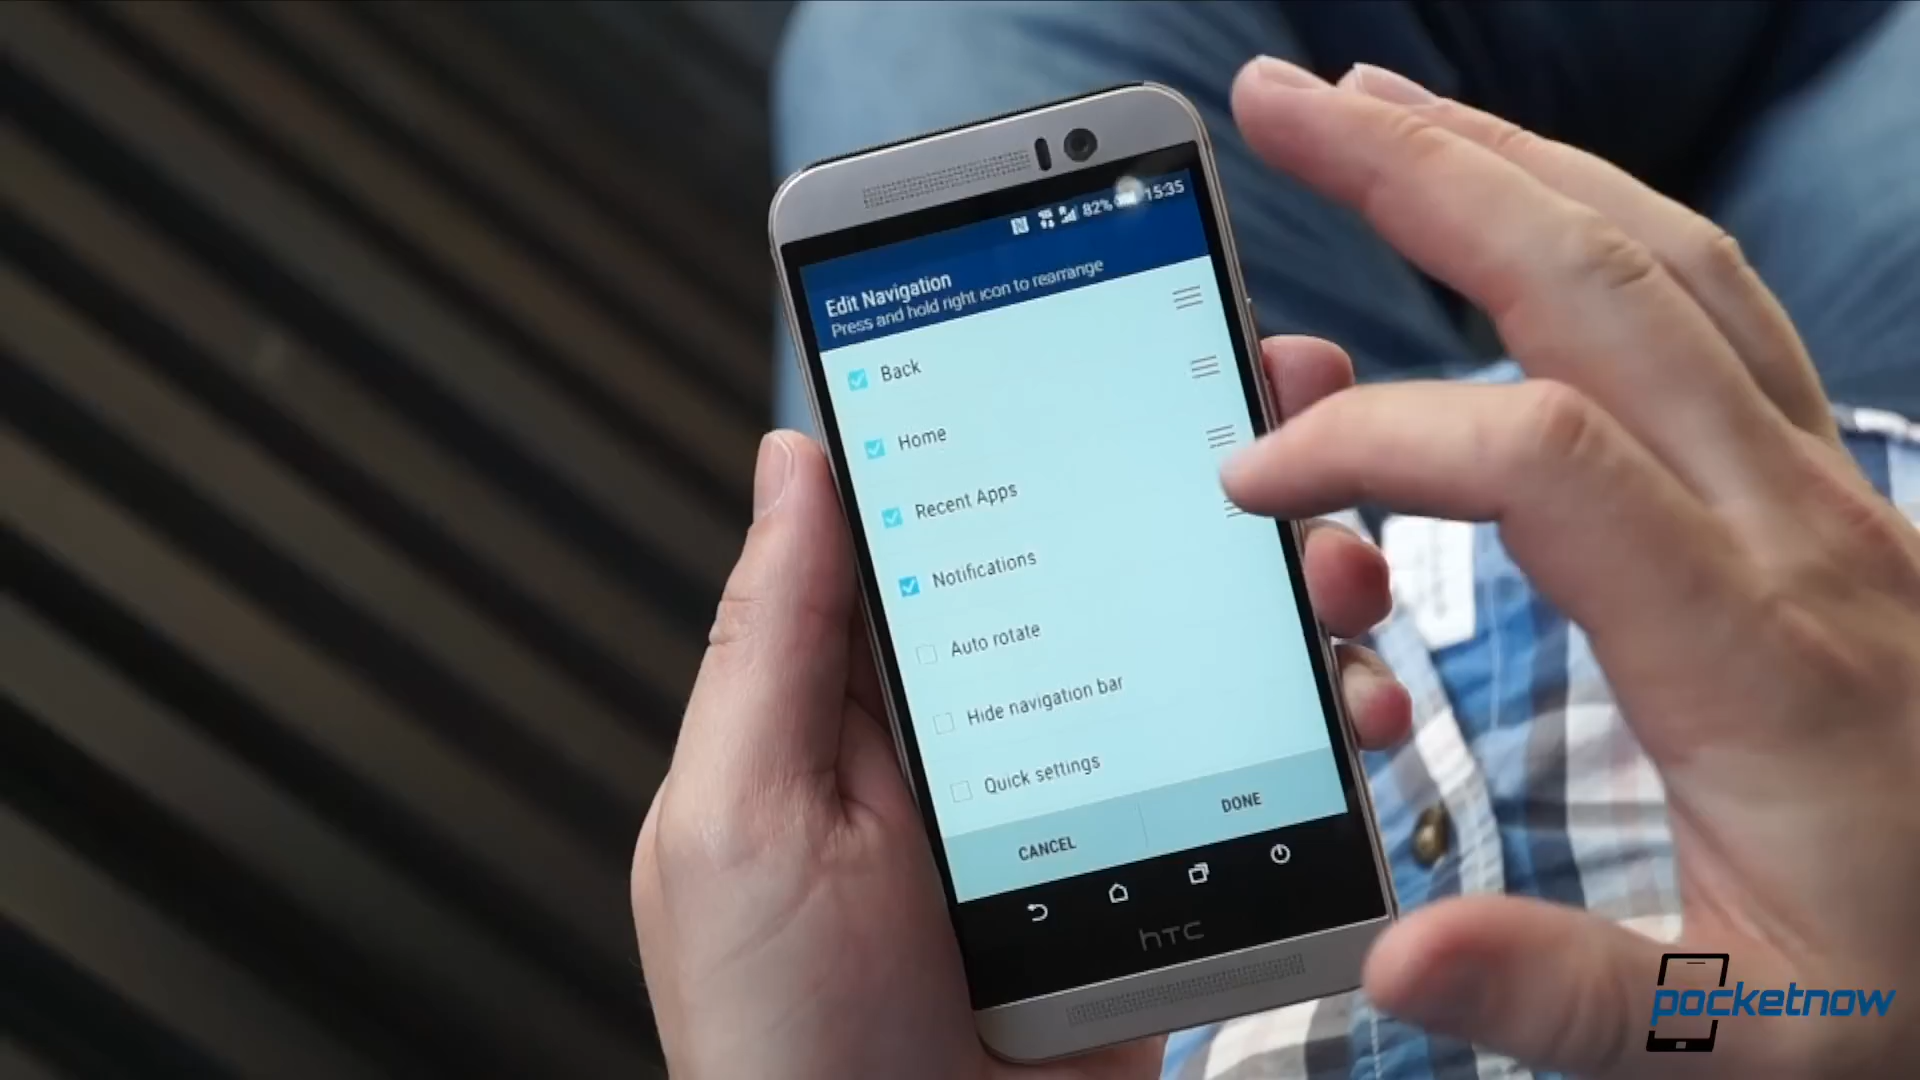 82% 15:35
Edit Navigation
Press and hold right icon to rearrange
Back
Home
Recent Apps
Notifications
Auto rotate
Hide navigation bar
Quick settings
CANCEL DONE
hTC
pocketnow